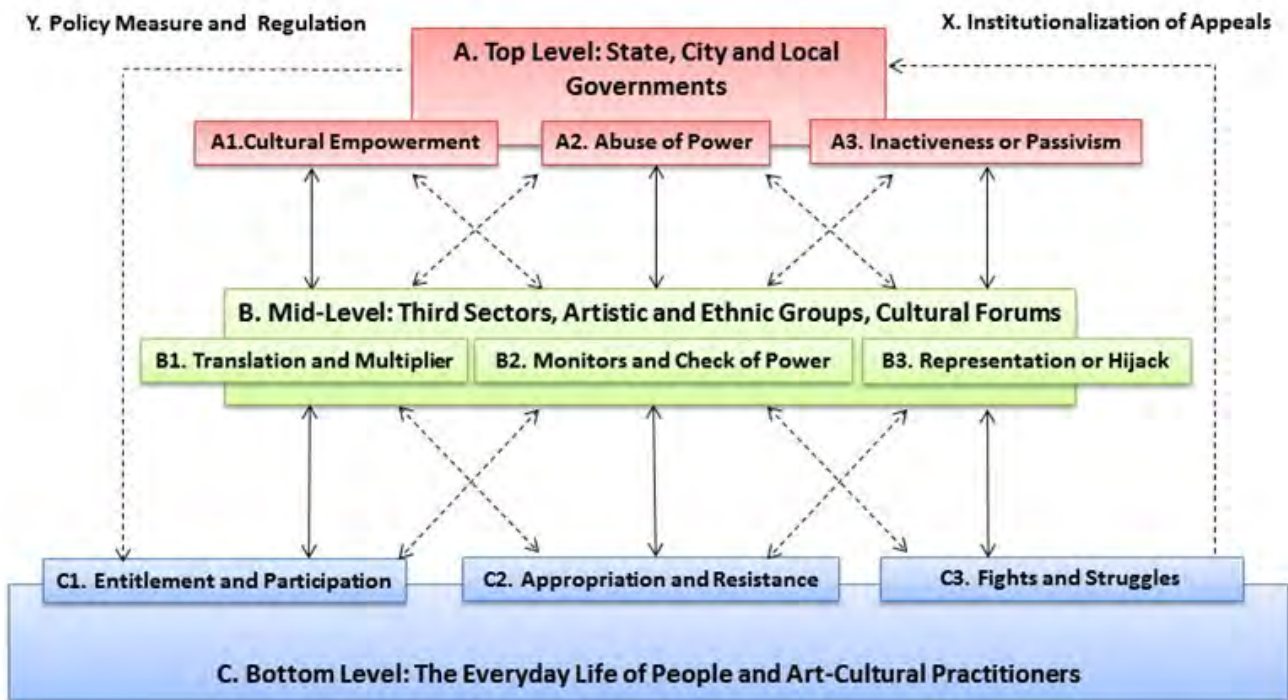 Y. Policy Measure and Regulation
X. Institutionalization of Appeals
A. Top Level: State, City and Local
Governments
A1.Cultural Empowerment
A2. Abuse of Power
A3. Inactiveness or Passivism
B. Mid-Level: Third Sectors, Artistic and Ethnic Groups, Cultural Forums
B1. Translation and Multiplier
B2. Monitors and Check of Power
B3. Representation or Hijack
C1. Entitlement and Participation
C2. Appropriation and Resistance
C3. Fights and Struggles
C. Bottom Level: The Everyday Life of People and Art-Cultural Practitioners